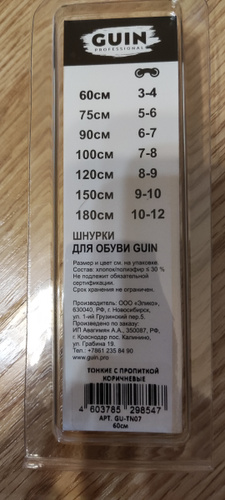 GUIN
PROFESSIONAL
60см 3-4
75см 5-6
90см 6-7
100см 7-8
120см 8-9
150см 9-10
180см 10-12
ШНУРКИ
ДЛЯ ОБУВИ GUIN
Размер и цвет см. на упаковке.
Состав: хлопок/полиэфир ± 30 %
Не подлежит обязательной
сертификации.
Срок хранения не ограничен.
Производитель: ООО «Элико»,
630040, РФ, г. Новосибирск,
ул. 1-ый Грузинский пер.5.
Производитель по заказу:
ИП Авагимян А.А., 350087, РФ,
г. Краснодар пос. Калинино,
ул. Грабина 19.
Тел.: +7861 235 84 90
www.guin.pro
ТОНКИЕ С ПРОПИТКОЙ
КОРИЧНЕВЫЕ
4 603785 298547
АРТ. GU-TN07
60см